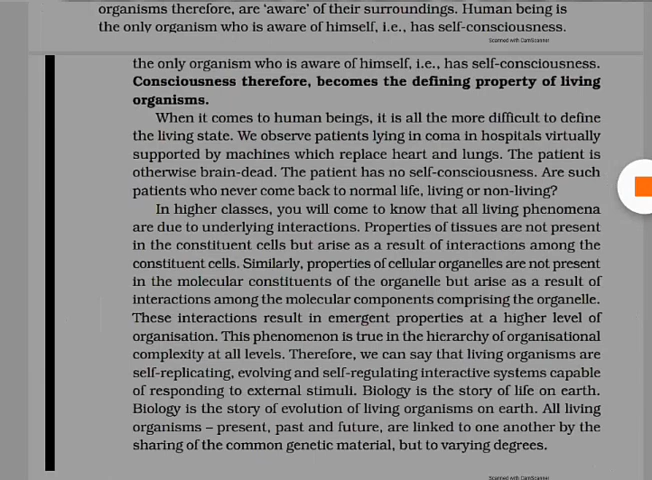 organisms therefore, are ‘aware’ of their surroundings. Human being is
the only organism who is aware of himself, i.e., has self-consciousness.
Scanned with CamScanner
the only organism who is aware of himself, i.e., has self-consciousness.
Consciousness therefore, becomes the defining property of living
organisms.
When it comes to human beings, it is all the more difficult to define
the living state. We observe patients lying in coma in hospitals virtually
supported by machines which replace heart and lungs. The patient is
otherwise brain-dead. The patient has no self-consciousness. Are such
patients who never come back to normal life, living or non-living?
In higher classes, you will come to know that all living phenomena
are due to underlying interactions. Properties of tissues are not present
in the constituent cells but arise as a result of interactions among the
constituent cells. Similarly, properties of cellular organelles are not present
in the molecular constituents of the organelle but arise as a result of
interactions among the molecular components comprising the organelle.
These interactions result in emergent properties at a higher level of
organisation. This phenomenon is true in the hierarchy of organisational
complexity at all levels. Therefore, we can say that living organisms are
self-replicating, evolving and self-regulating interactive systems capable
of responding to external stimuli. Biology is the story of life on earth.
Biology is the story of evolution of living organisms on earth. All living
organisms – present, past and future, are linked to one another by the
sharing of the common genetic material, but to varying degrees.
Scanned with CamScanner